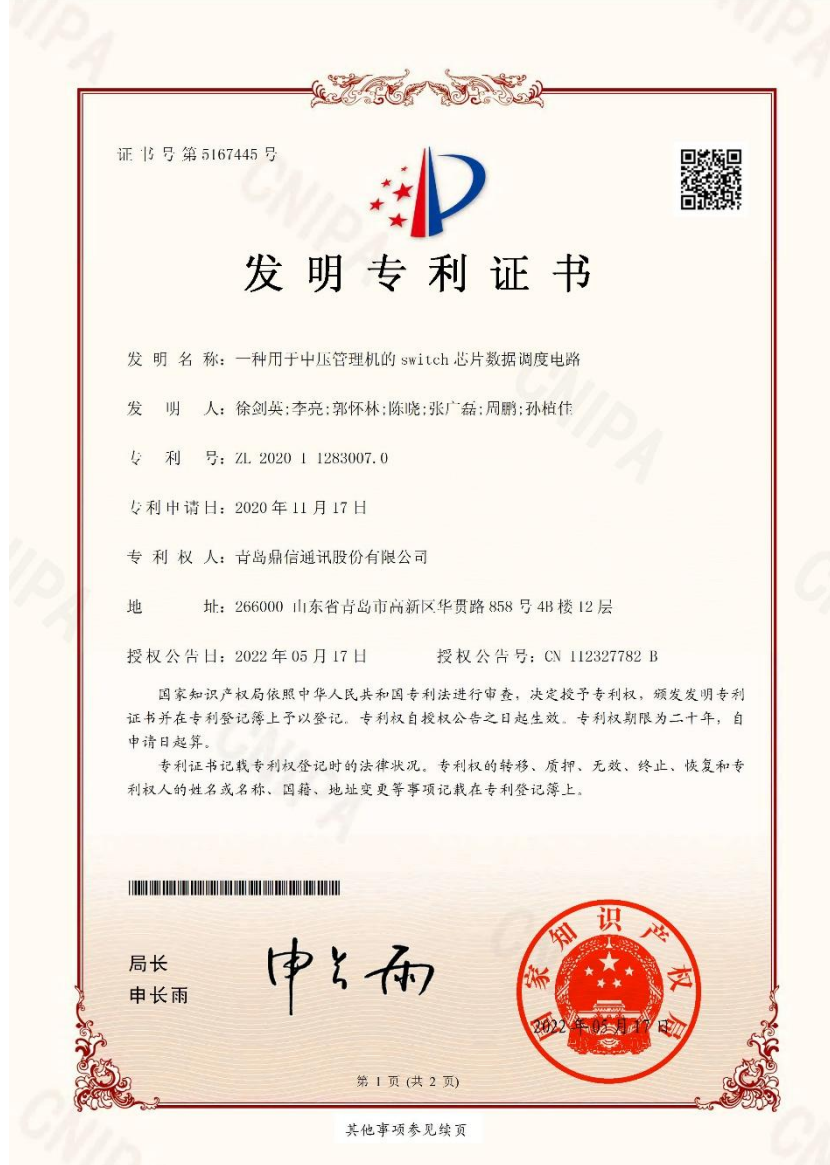 证书号第5167445号
发明专利证书
发明名称：一种用于中压管理机的switch芯片数据调度电路
发明人：徐剑英;李亮;郭怀林;陈晓;张广磊;周鹏;孙植佳
专利号：ZL 2020 1 1283007.0
专利申请日：2020年11月17日
专利权人：青岛鼎信通讯股份有限公司
地址：266000 山东省青岛市高新区华贯路858号4B楼12层
授权公告日：2022年05月17日 授权公告号：CN 112327782 B
国家知识产权局依照中华人民共和国专利法进行审查，决定授予专利权，颁发发明专利
证书并在专利登记簿上予以登记。专利权自授权公告之日起生效。专利权期限为二十年，自
申请日起算。
专利证书记载专利权登记时的法律状况。专利权的转移、质押、无效、终止、恢复和专
利权人的姓名或名称、国籍、地址变更等事项记载在专利登记簿上。
局长
申长雨
申长雨
国家知识产权局
2022年05月17日
第 1 页 (共 2 页)
其他事项参见续页
CNIPA